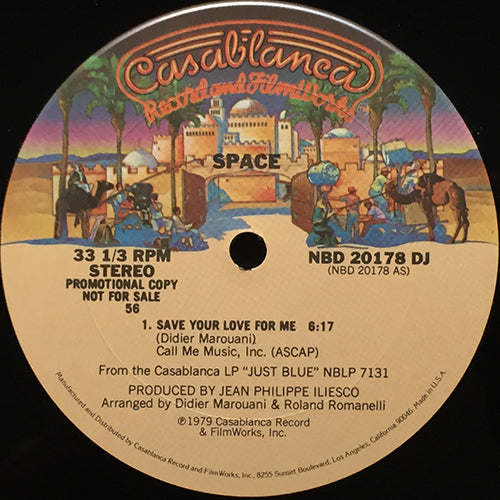 Casablanca
Record and FilmWorks
SPACE
33 1/3 RPM
STEREO
PROMOTIONAL COPY
NOT FOR SALE
56
NBD 20178 DJ
(NBD 20178 AS)
1. SAVE YOUR LOVE FOR ME 6:17
(Didier Marouani)
Call Me Music, Inc. (ASCAP)
From the Casablanca LP "JUST BLUE" NBLP 7131
PRODUCED BY JEAN PHILIPPE ILIESCO
Arranged by Didier Marouani & Roland Romanelli
℗1979 Casablanca Record
& FilmWorks, Inc.
Manufactured and Distributed by Casablanca Record and FilmWorks, Inc., 8255 Sunset Boulevard, Los Angeles, California 90046. Made in U.S.A.